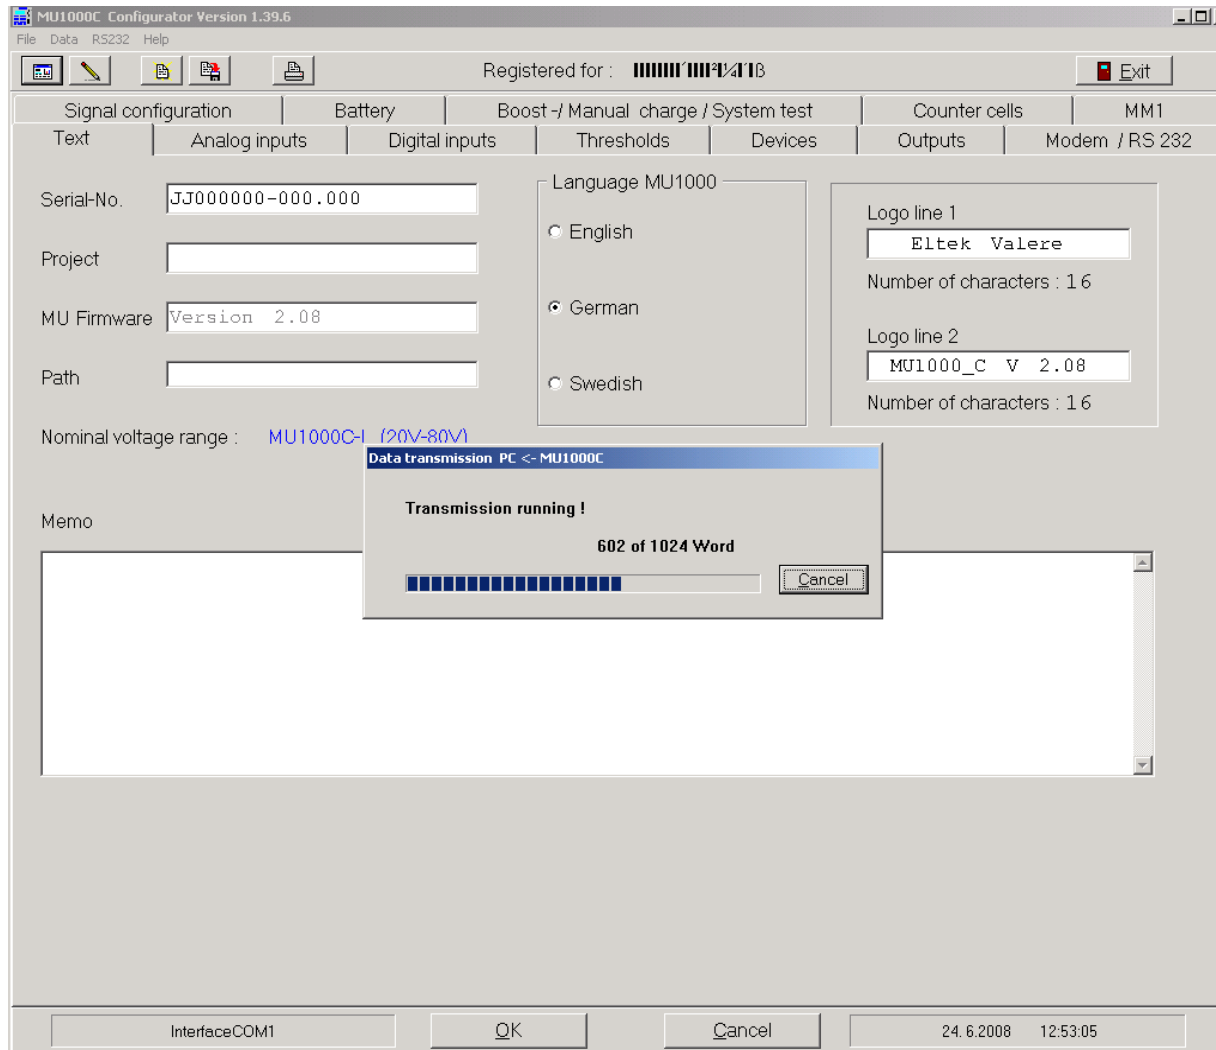 MU1000C Configurator Version 1.39.6
File Data RS232 Help
Registered for :
Exit
Signal configuration Battery Boost -/ Manual charge / System test Counter cells MM1
Text Analog inputs Digital inputs Thresholds Devices Outputs Modem / RS 232
Serial-No. JJ000000-000.000
Project
MU Firmware Version 2.08
Path
Nominal voltage range : (20V-80V)
Language MU1000
English
German
Swedish
Logo line 1
Eltek Valere
Number of characters : 16
Logo line 2
MU1000_C V 2.08
Number of characters : 16
Data transmission PC <- MU1000C
Transmission running !
602 of 1024 Word
Cancel
Memo
InterfaceCOM1 OK Cancel 24. 6.2008 12:53:05